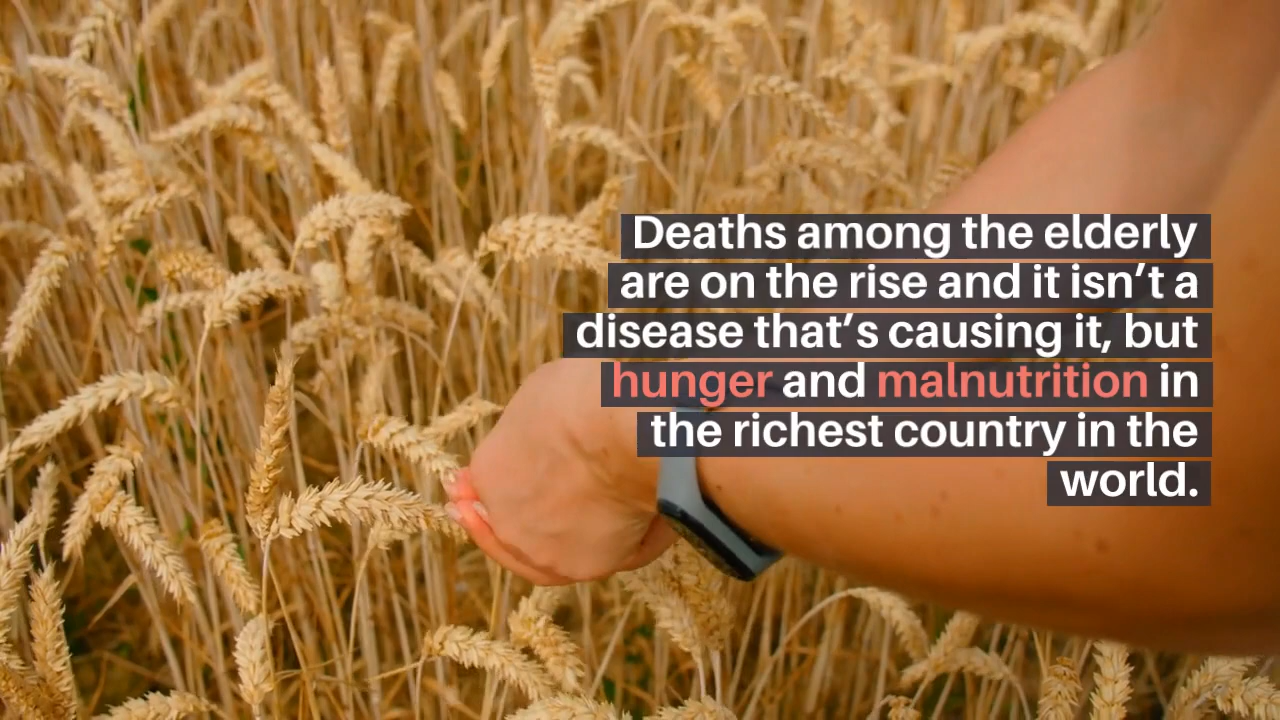 Deaths among the elderly
are on the rise and it isn’t a
disease that’s causing it, but
hunger and malnutrition in
the richest country in the
world.